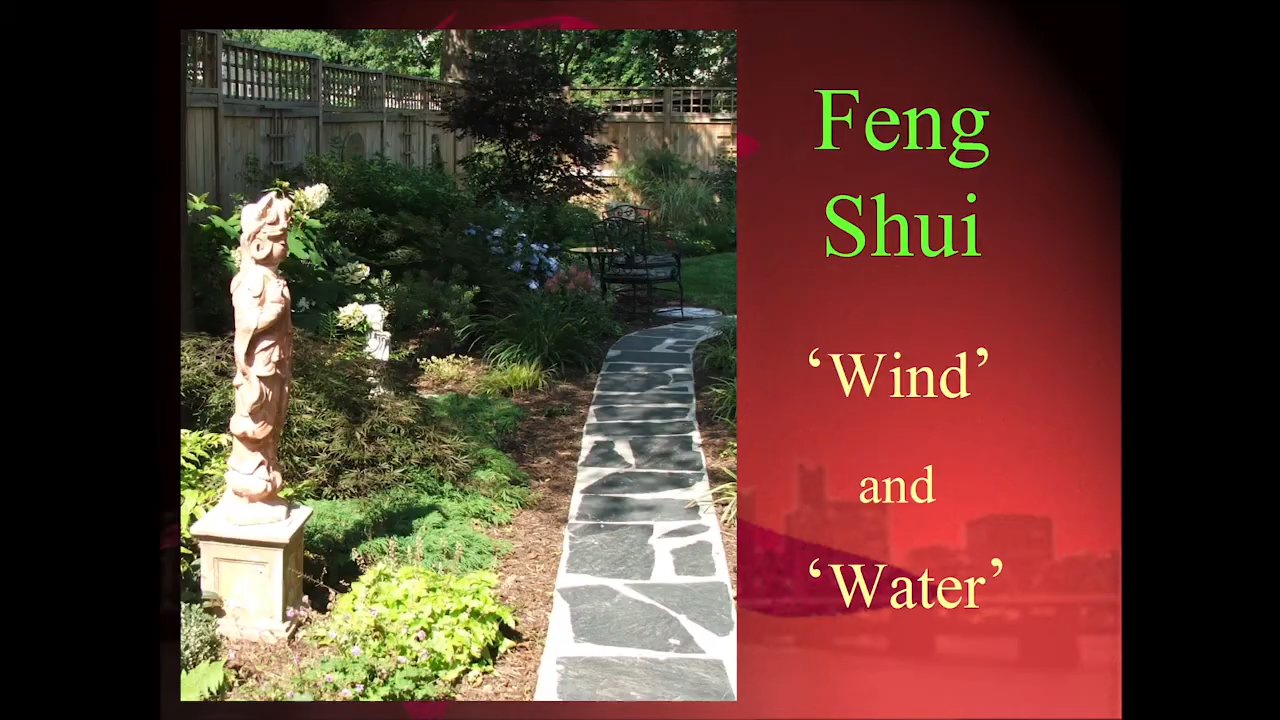 Feng
Shui
‘Wind’
and
‘Water’